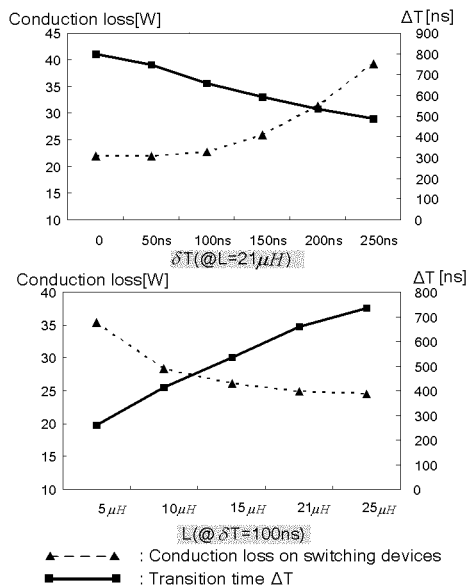 Conduction loss[W] ΔT[ns]
45 900
40 800
35 700
30 600
25 500
20 400
15 300
10 200
100
0
0 50ns 100ns 150ns 200ns 250ns
δT(@L=21μH)
Conduction loss[W] ΔT [ns]
40 800
35 700
30 600
25 500
20 400
15 300
10 200
100
0
5μH 10μH 15μH 21μH 25μH
L(@ δT=100ns)
: Conduction loss on switching devices
: Transition time ΔT